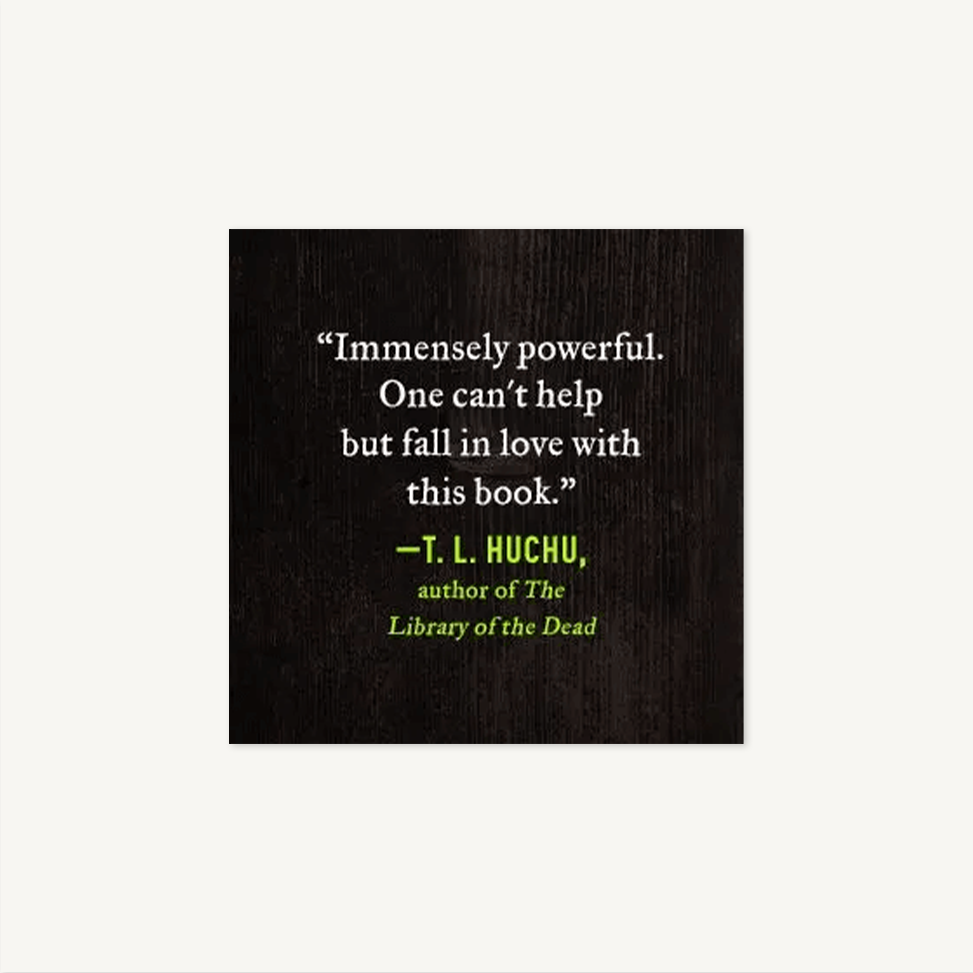 “Immensely powerful.
One can't help
but fall in love with
this book.”
—T. L. HUCHU,
author of The
Library of the Dead